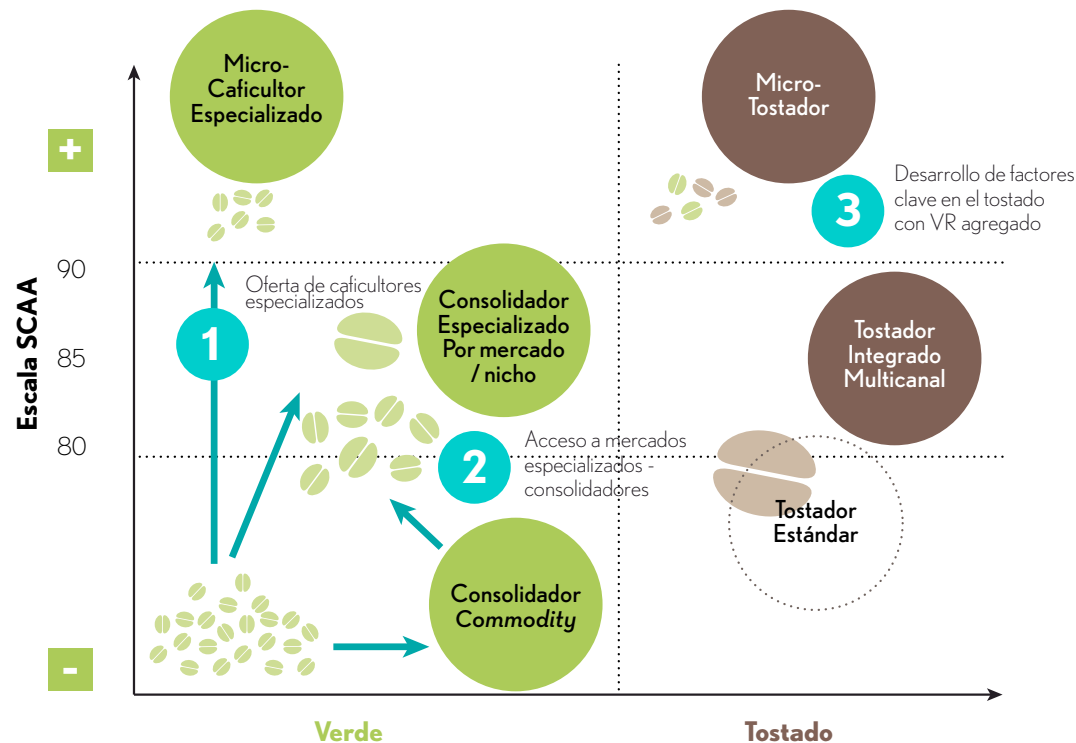 Micro-
Caficultor
Especializado
Micro-
Tostador
+
3
Desarrollo de factores
clave en el tostado
con VR agregado
Escala SCAA
90
85
80
Oferta de caficultores
especializados
1
Consolidador
Especializado
Por mercado
/ nicho
Tostador
Integrado
Multicanal
2
Acceso a mercados
especializados -
consolidadores
Tostador
Estándar
Consolidador
Commodity
-
Verde
Tostado